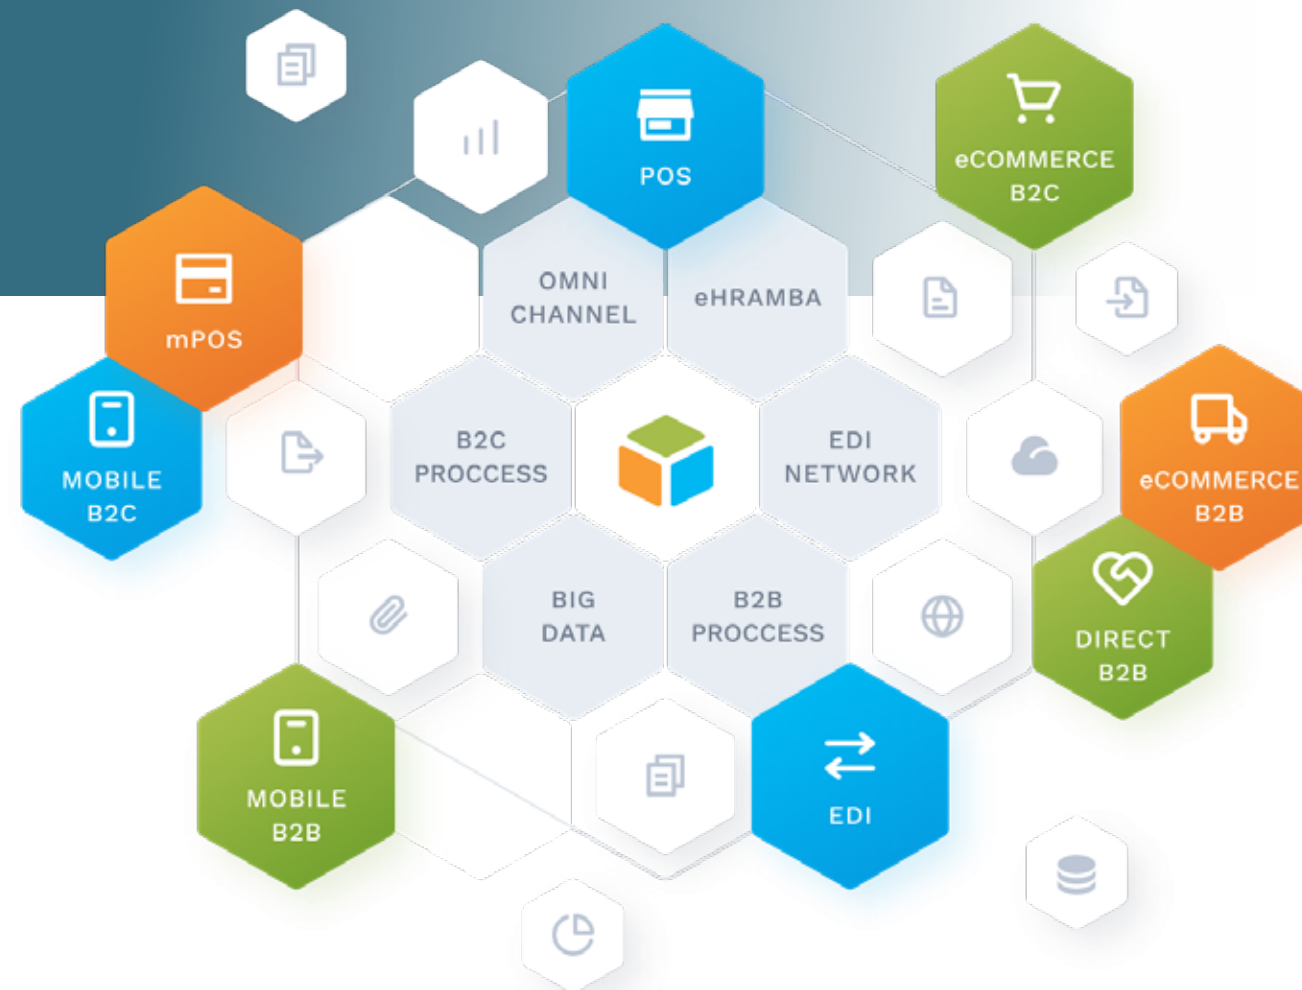 POS
eCOMMERCE
B2C
OMNI
CHANNEL
eHRAMBA
mPOS
MOBILE
B2C
B2C
PROCCESS
EDI
NETWORK
eCOMMERCE
B2B
BIG
DATA
B2B
PROCCESS
DIRECT
B2B
MOBILE
B2B
EDI